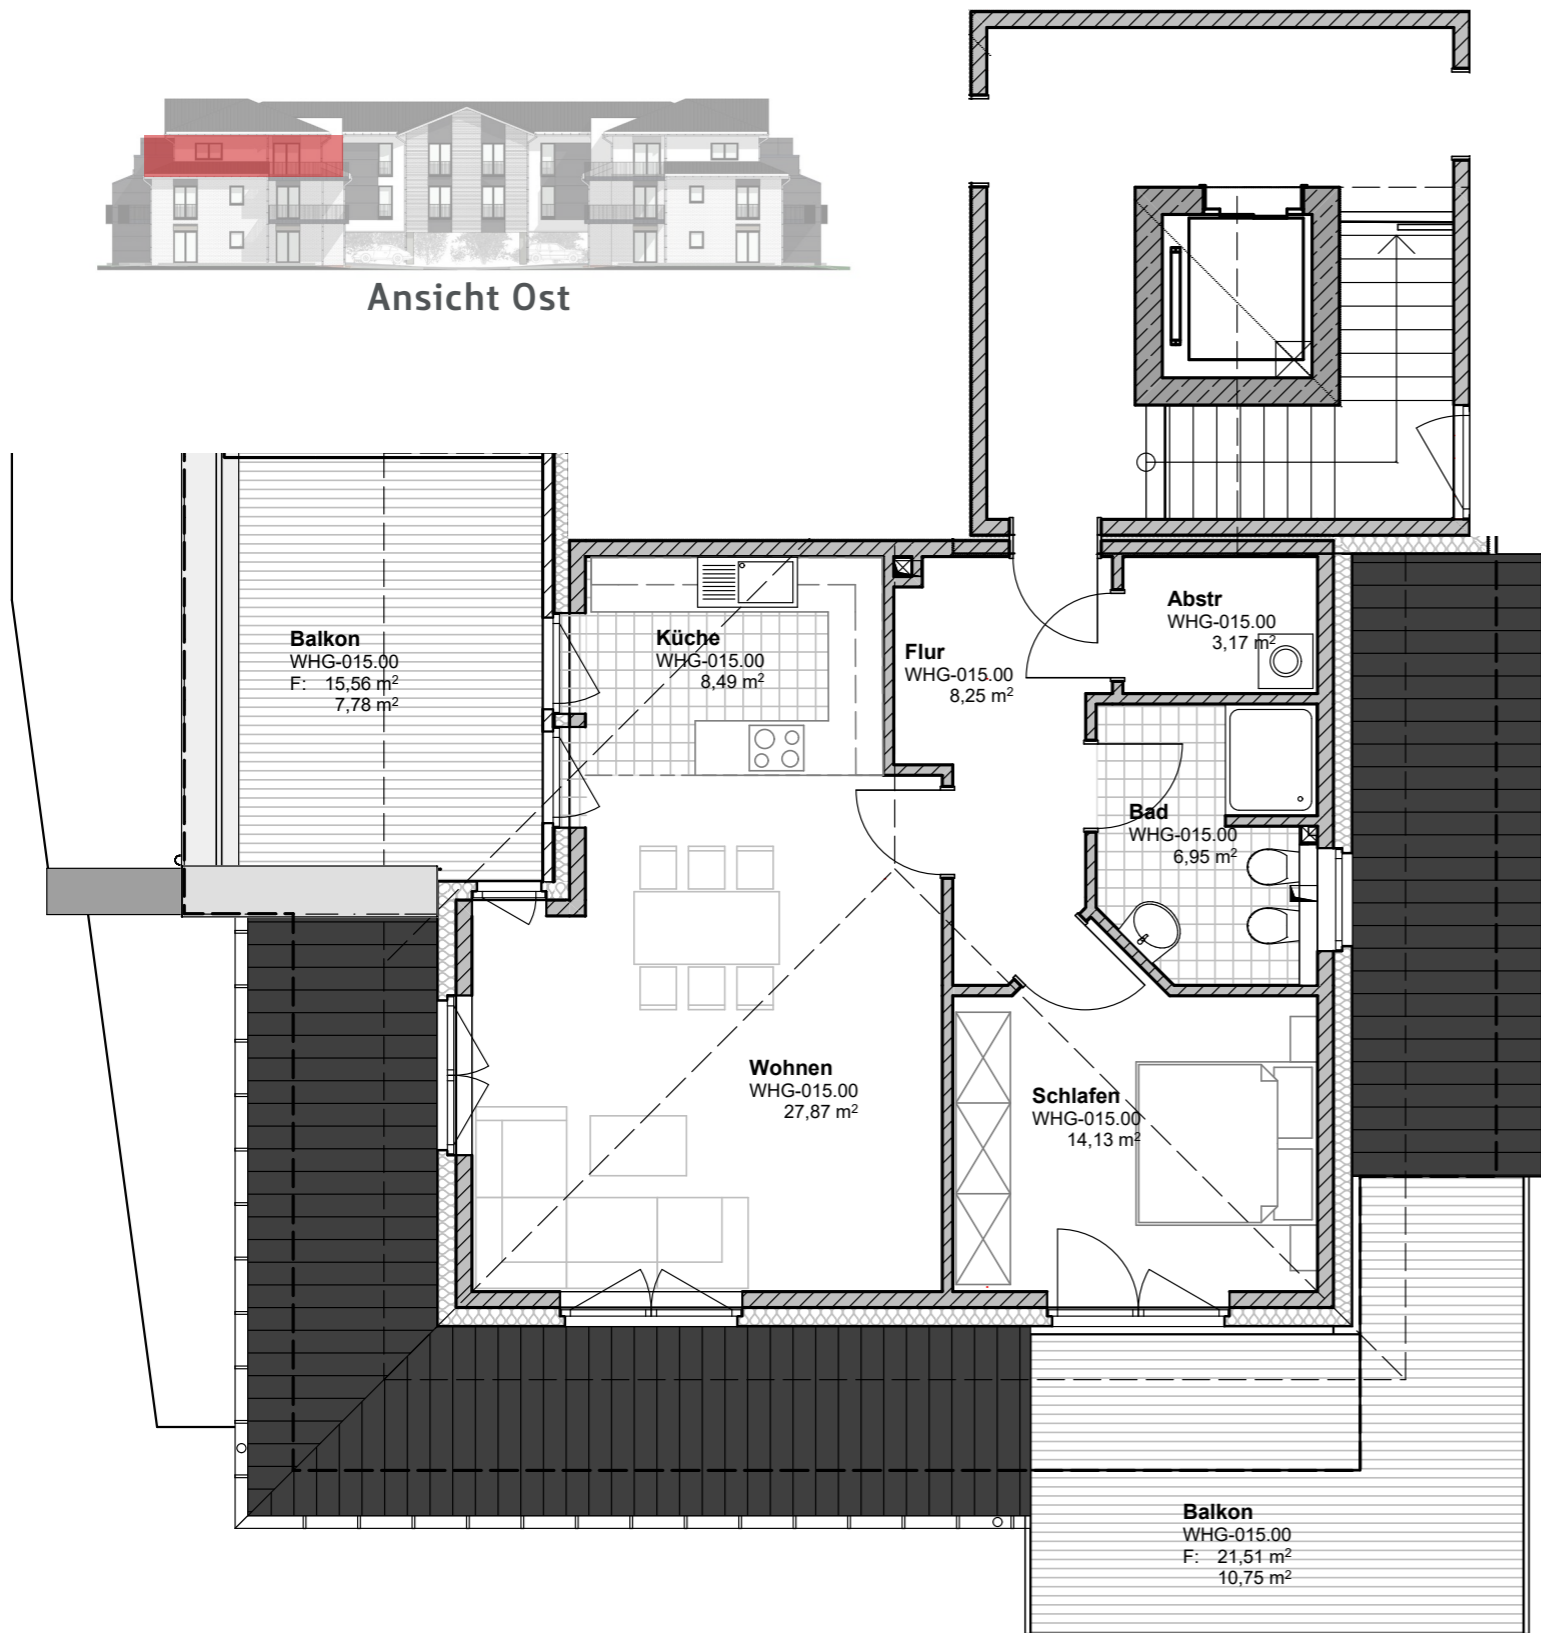 Ansicht Ost
Abstr
WHG-015.00
3,17 m²
Balkon
WHG-015.00
F: 15,56 m²
7,78 m²
Küche
WHG-015.00
8,49 m²
Flur
WHG-015.00
8,25 m²
Bad
WHG-015.00
6,95 m²
Wohnen
WHG-015.00
27,87 m²
Schlafen
WHG-015.00
14,13 m²
Balkon
WHG-015.00
F: 21,51 m²
10,75 m²